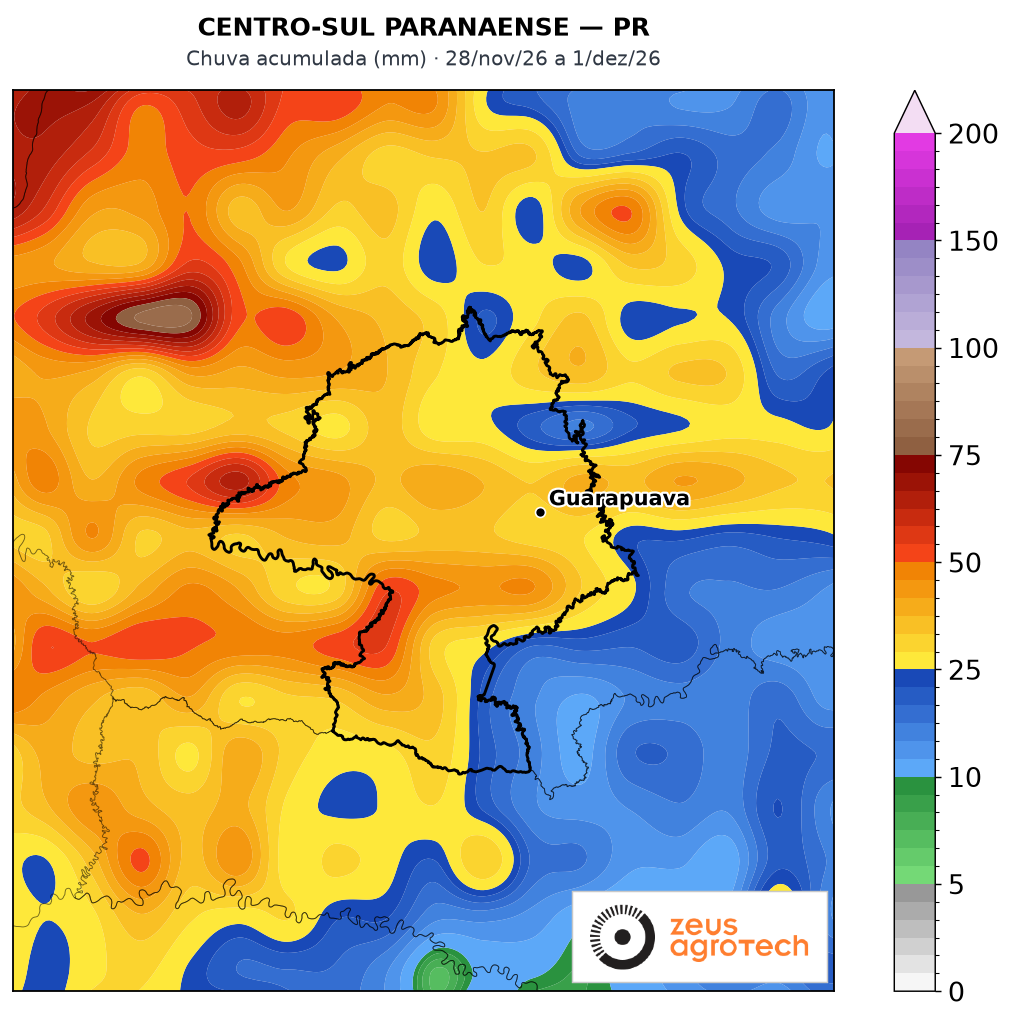 CENTRO-SUL PARANAENSE — PR
Chuva acumulada (mm) · 28/nov/26 a 1/dez/26
200
150
100
75
50
25
10
5
0
Guarapuava
zeus
agrotech